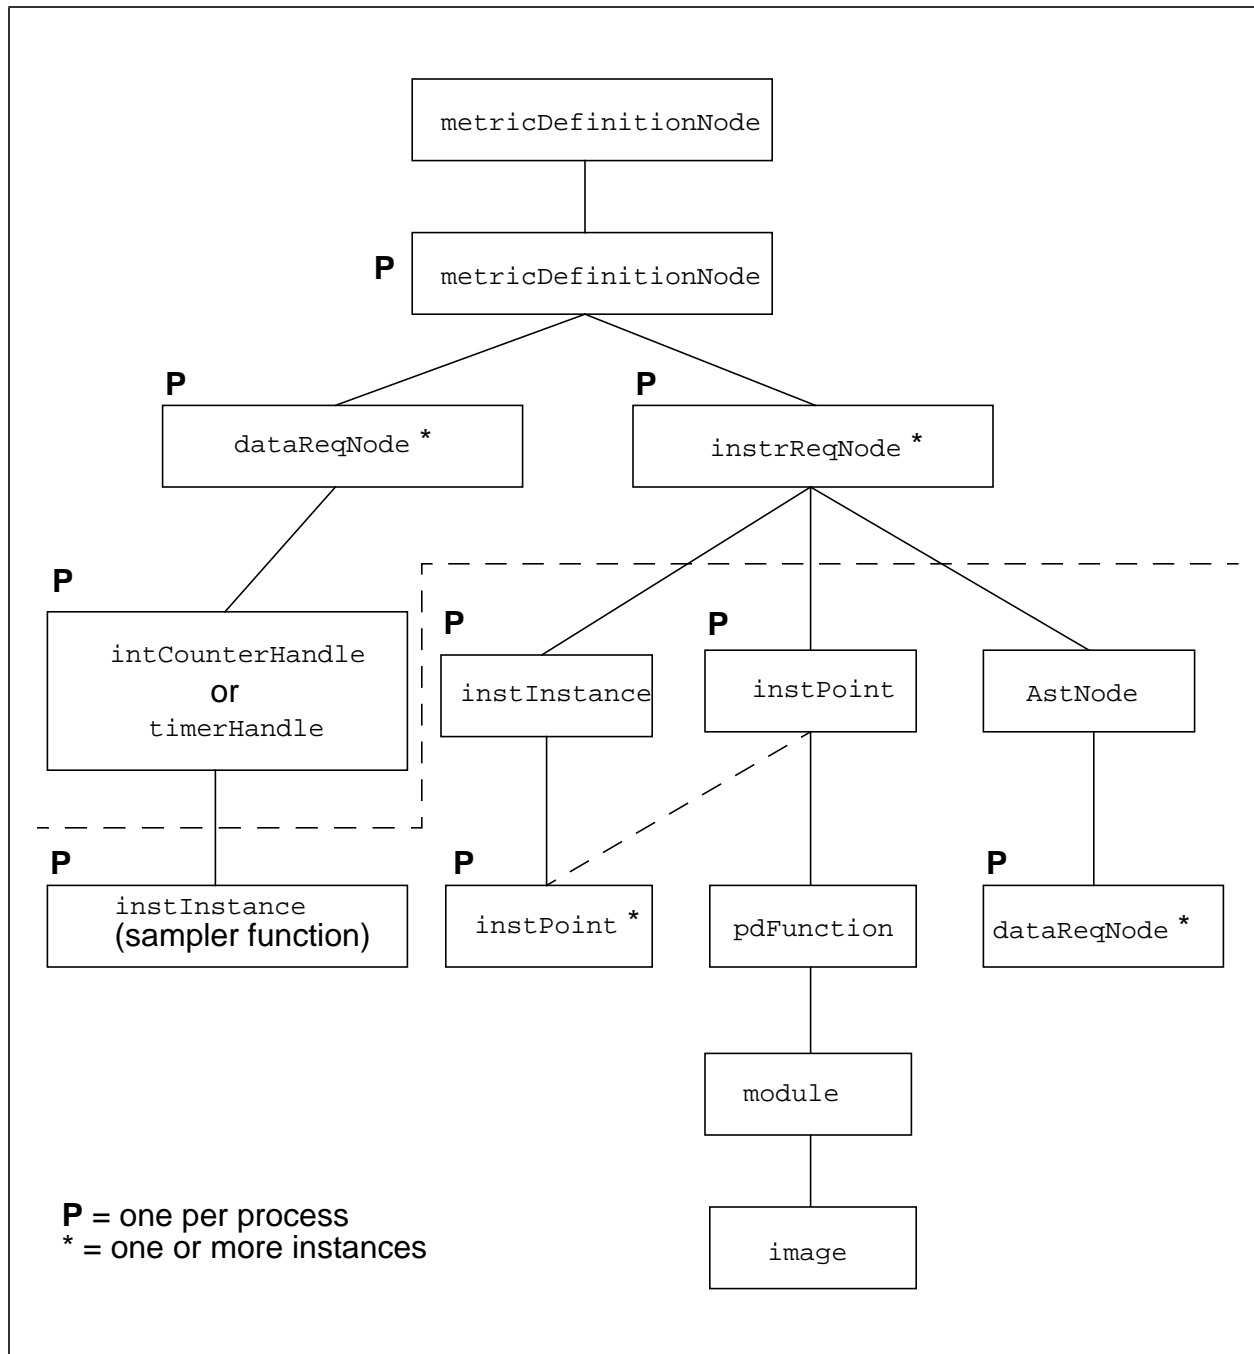 metricDefinitionNode
P
metricDefinitionNode
P
P
dataReqNode *
instrReqNode *
P
intCounterHandle
or
timerHandle
P
P
instInstance
instPoint
AstNode
P
P
P
instInstance
(sampler function)
instPoint *
pdFunction
dataReqNode *
module
P = one per process
* = one or more instances
image